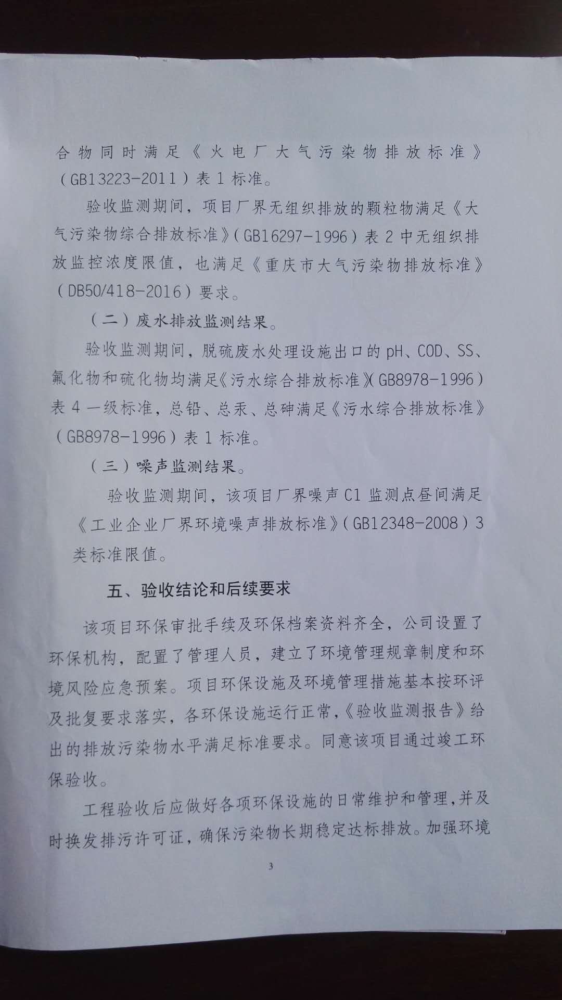 合物同时满足《火电厂大气污染物排放标准》
（GB13223-2011）表 1 标准。
验收监测期间，项目厂界无组织排放的颗粒物满足《大
气污染物综合排放标准》（GB16297-1996）表 2 中无组织排
放监控浓度限值，也满足《重庆市大气污染物排放标准》
（DB50/418-2016）要求。
（二）废水排放监测结果。
验收监测期间，脱硫废水处理设施出口的 pH、COD、SS、
氟化物和硫化物均满足《污水综合排放标准》（GB8978-1996）
表 4 一级标准，总铅、总汞、总砷满足《污水综合排放标准》
（GB8978-1996）表 1 标准。
（三）噪声监测结果。
验收监测期间，该项目厂界噪声 C1 监测点昼间满足
《工业企业厂界环境噪声排放标准》（GB12348-2008）3
类标准限值。
五、验收结论和后续要求
该项目环保审批手续及环保档案资料齐全，公司设置了
环保机构，配置了管理人员，建立了环境管理规章制度和环
境风险应急预案。项目环保设施及环境管理措施基本按环评
及批复要求落实，各环保设施运行正常，《验收监测报告》给
出的排放污染物水平满足标准要求。同意该项目通过竣工环
保验收。
工程验收后应做好各项环保设施的日常维护和管理，并及
时换发排污许可证，确保污染物长期稳定达标排放。加强环境
3